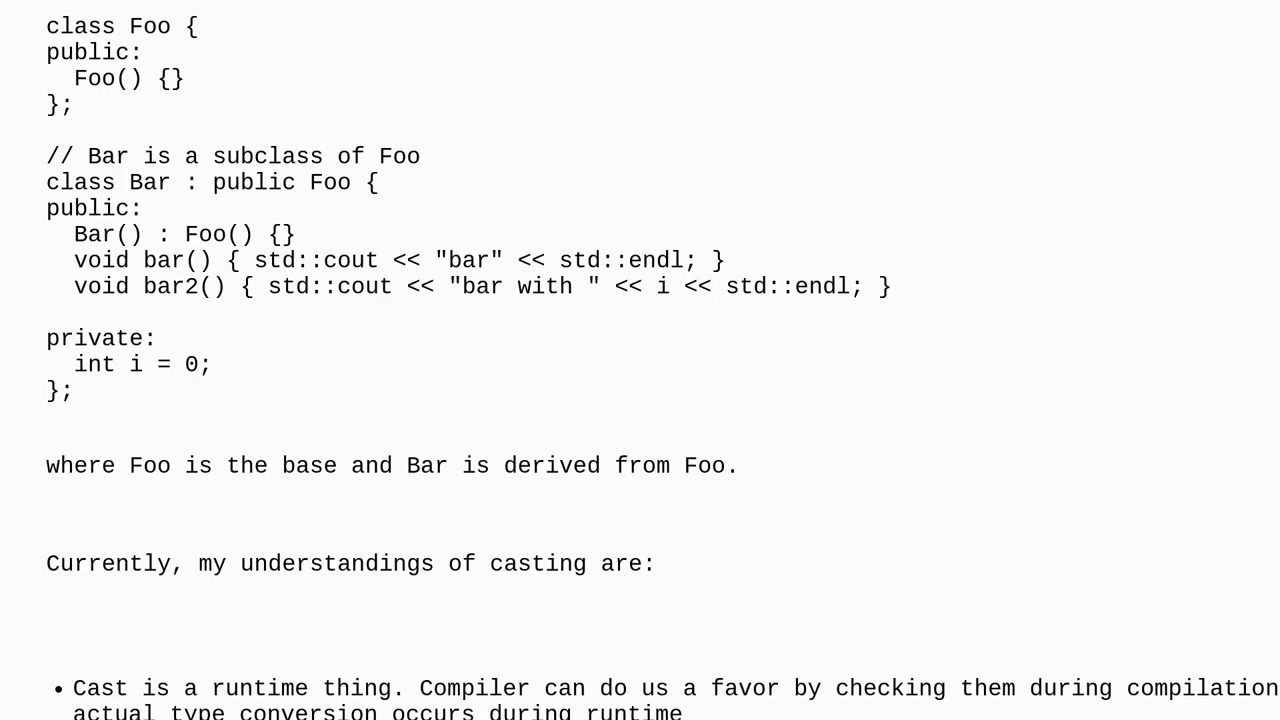 class Foo {
public:
  Foo() {}
};
// Bar is a subclass of Foo
class Bar : public Foo {
public:
  Bar() : Foo() {}
  void bar() { std::cout << "bar" << std::endl; }
  void bar2() { std::cout << "bar with " << i << std::endl; }
private:
  int i = 0;
};
where Foo is the base and Bar is derived from Foo.
Currently, my understandings of casting are:
• Cast is a runtime thing. Compiler can do us a favor by checking them during compilation
actual type conversion occurs during runtime